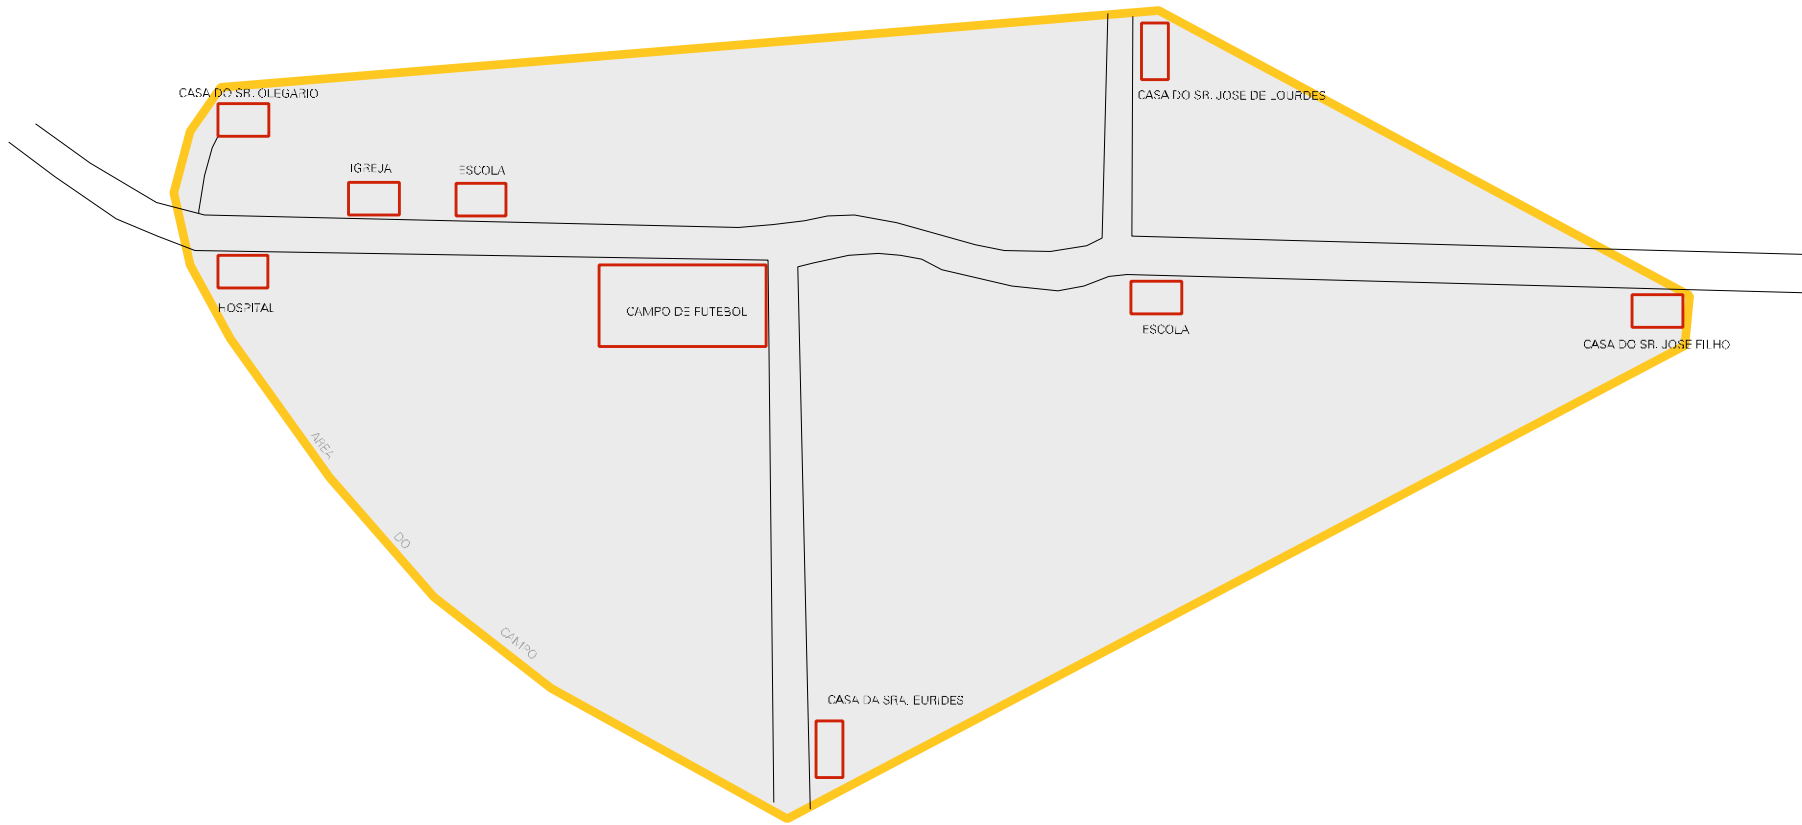 CASA DO SR. OLEGARIO
CASA DO SR. JOSE DE LOURDES
IGREJA
ESCOLA
HOSPITAL
CAMPO DE FUTEBOL
ESCOLA
CASA DO SR. JOSE FILHO
AREA
DO
CAMPO
CASA DA SRA. EURIDES